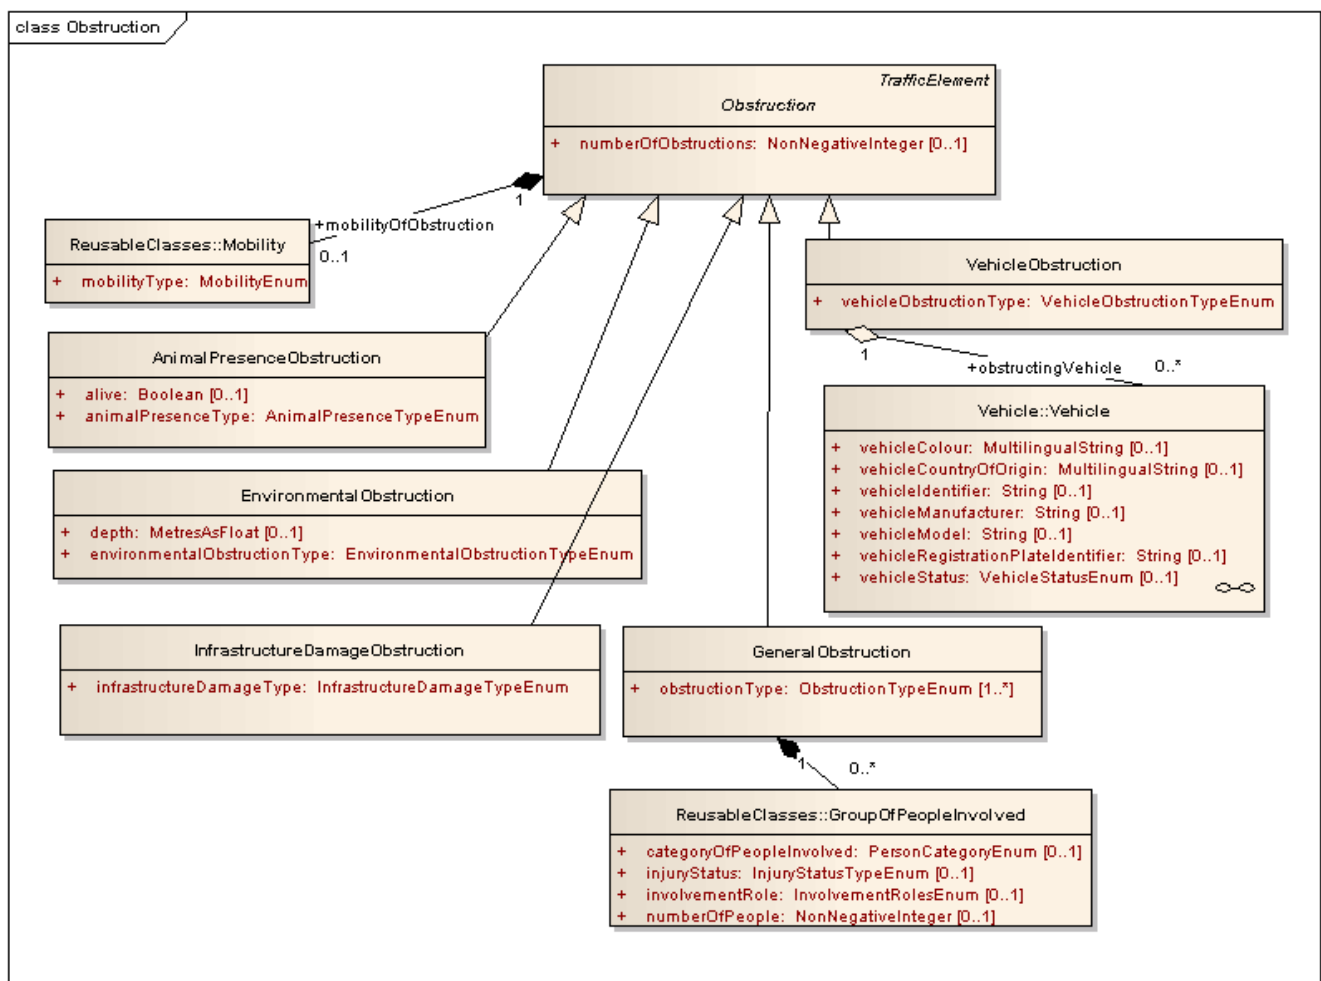 class Obstruction
TrafficElement
Obstruction
+ numberOfObstructions: NonNegativeInteger [0..1]
1
+mobilityOfObstruction
0..1
ReusableClasses::Mobility
+ mobilityType: MobilityEnum
VehicleObstruction
+ vehicleObstructionType: VehicleObstructionTypeEnum
1
+obstructingVehicle
0..*
AnimalPresenceObstruction
+ alive: Boolean [0..1]
+ animalPresenceType: AnimalPresenceTypeEnum
Vehicle::Vehicle
+ vehicleColour: MultilingualString [0..1]
+ vehicleCountryOfOrigin: MultilingualString [0..1]
+ vehicleIdentifier: String [0..1]
+ vehicleManufacturer: String [0..1]
+ vehicleModel: String [0..1]
+ vehicleRegistrationPlateIdentifier: String [0..1]
+ vehicleStatus: VehicleStatusEnum [0..1]
EnvironmentalObstruction
+ depth: MetresAsFloat [0..1]
+ environmentalObstructionType: EnvironmentalObstructionTypeEnum
InfrastructureDamageObstruction
+ infrastructureDamageType: InfrastructureDamageTypeEnum
GeneralObstruction
+ obstructionType: ObstructionTypeEnum [1..*]
1
0..*
ReusableClasses::GroupOfPeopleInvolved
+ categoryOfPeopleInvolved: PersonCategoryEnum [0..1]
+ injuryStatus: InjuryStatusTypeEnum [0..1]
+ involvementRole: InvolvementRolesEnum [0..1]
+ numberOfPeople: NonNegativeInteger [0..1]